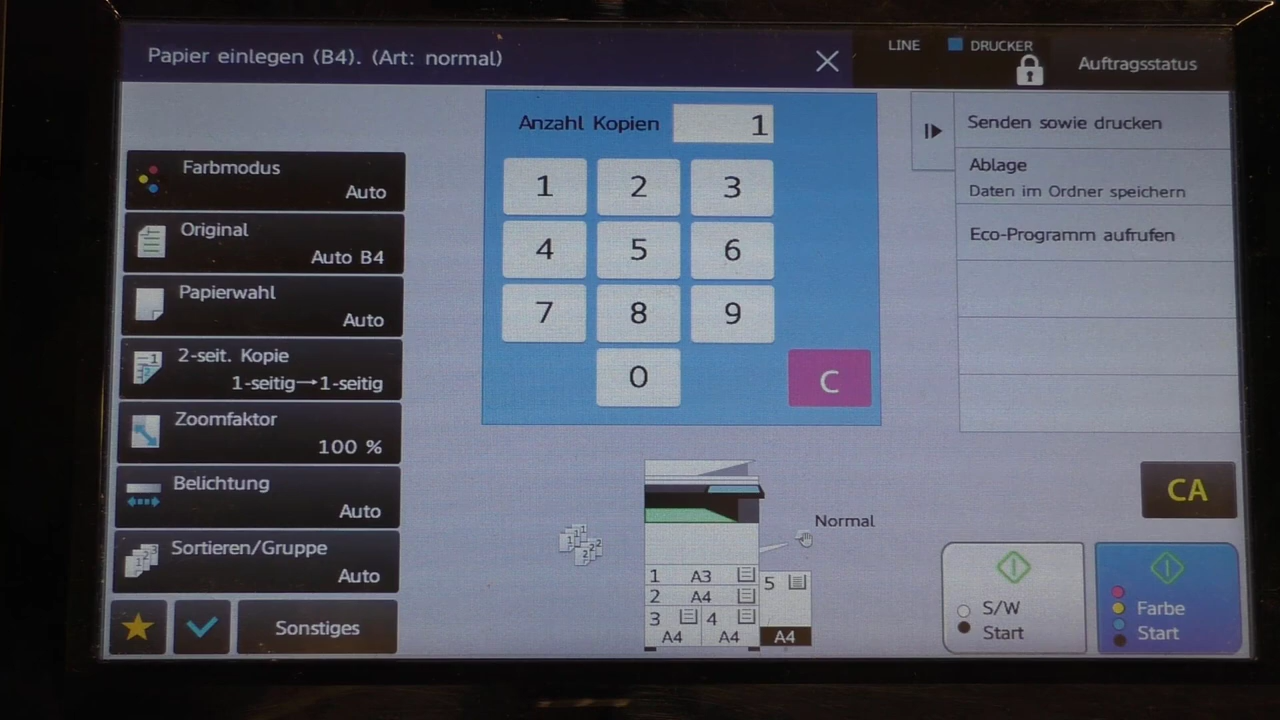 Papier einlegen (B4). (Art: normal)
LINE
DRUCKER
Auftragsstatus
Farbmodus
Auto
Original
Auto B4
Papierwahl
Auto
2-seit. Kopie
1-seitig→1-seitig
Zoomfaktor
100 %
Belichtung
Auto
Sortieren/Gruppe
Auto
Sonstiges
Anzahl Kopien 1
1 2 3
4 5 6
7 8 9
0 C
Normal
1 A3
2 A4
3 4
A4 A4
5
A4
Senden sowie drucken
Ablage
Daten im Ordner speichern
Eco-Programm aufrufen
CA
S/W
Start
Farbe
Start